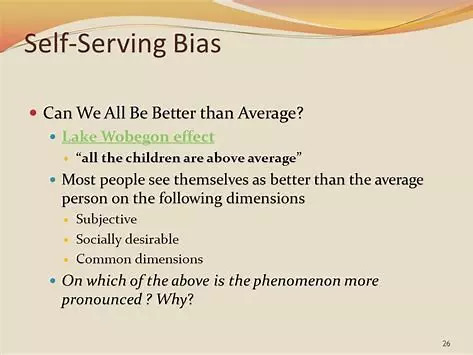 Self-Serving Bias
• Can We All Be Better than Average?
• Lake Wobegon effect
• “all the children are above average”
• Most people see themselves as better than the average
person on the following dimensions
• Subjective
• Socially desirable
• Common dimensions
• On which of the above is the phenomenon more
pronounced ? Why?
26